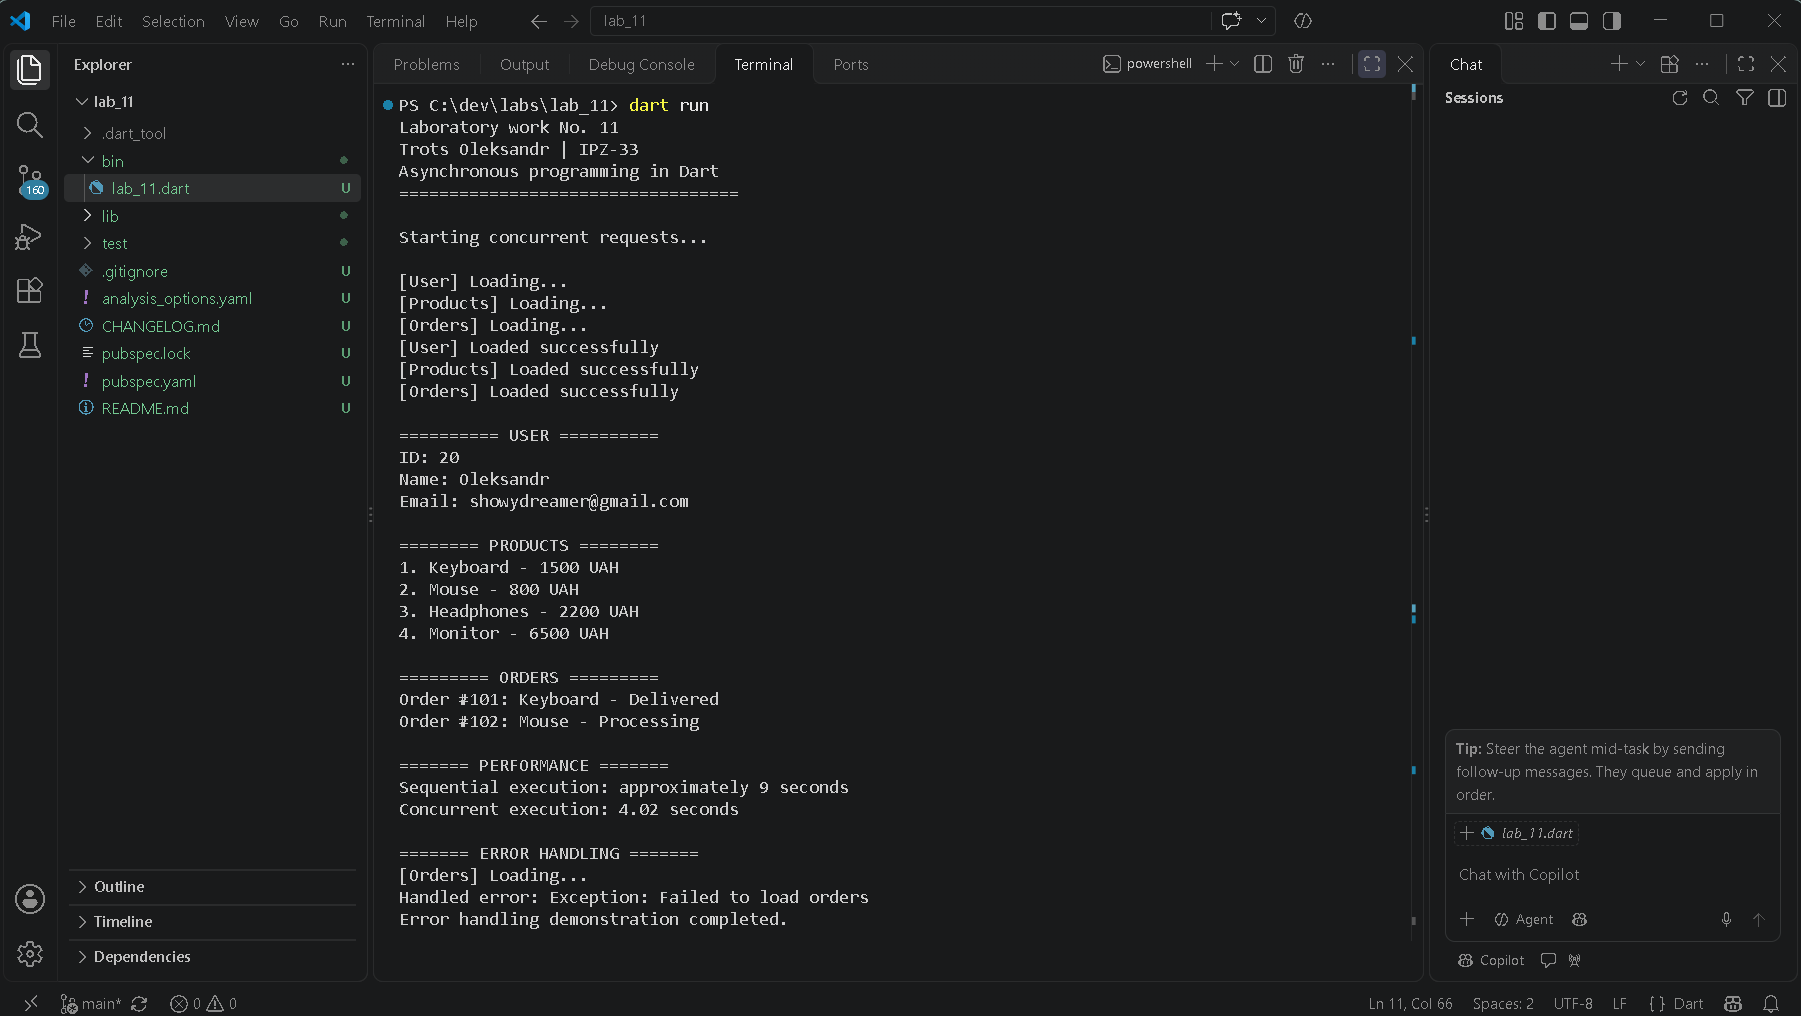 File Edit Selection View Go Run Terminal Help
lab_11
Explorer
lab_11
.dart_tool
bin
lab_11.dart U
lib
test
.gitignore U
analysis_options.yaml U
CHANGELOG.md U
pubspec.lock U
pubspec.yaml U
README.md U
160
Outline
Timeline
Dependencies
Problems Output Debug Console Terminal Ports
powershell
PS C:\dev\labs\lab_11> dart run
Laboratory work No. 11
Trots Oleksandr | IPZ-33
Asynchronous programming in Dart
==================================
Starting concurrent requests...
[User] Loading...
[Products] Loading...
[Orders] Loading...
[User] Loaded successfully
[Products] Loaded successfully
[Orders] Loaded successfully
========== USER ==========
ID: 20
Name: Oleksandr
Email: showydreamer@gmail.com
======== PRODUCTS ========
1. Keyboard - 1500 UAH
2. Mouse - 800 UAH
3. Headphones - 2200 UAH
4. Monitor - 6500 UAH
========= ORDERS =========
Order #101: Keyboard - Delivered
Order #102: Mouse - Processing
======= PERFORMANCE =======
Sequential execution: approximately 9 seconds
Concurrent execution: 4.02 seconds
======= ERROR HANDLING =======
[Orders] Loading...
Handled error: Exception: Failed to load orders
Error handling demonstration completed.
Chat
Sessions
Tip: Steer the agent mid-task by sending
follow-up messages. They queue and apply in
order.
lab_11.dart
Chat with Copilot
Agent
Copilot
main* 0 0
Ln 11, Col 66 Spaces: 2 UTF-8 LF { } Dart